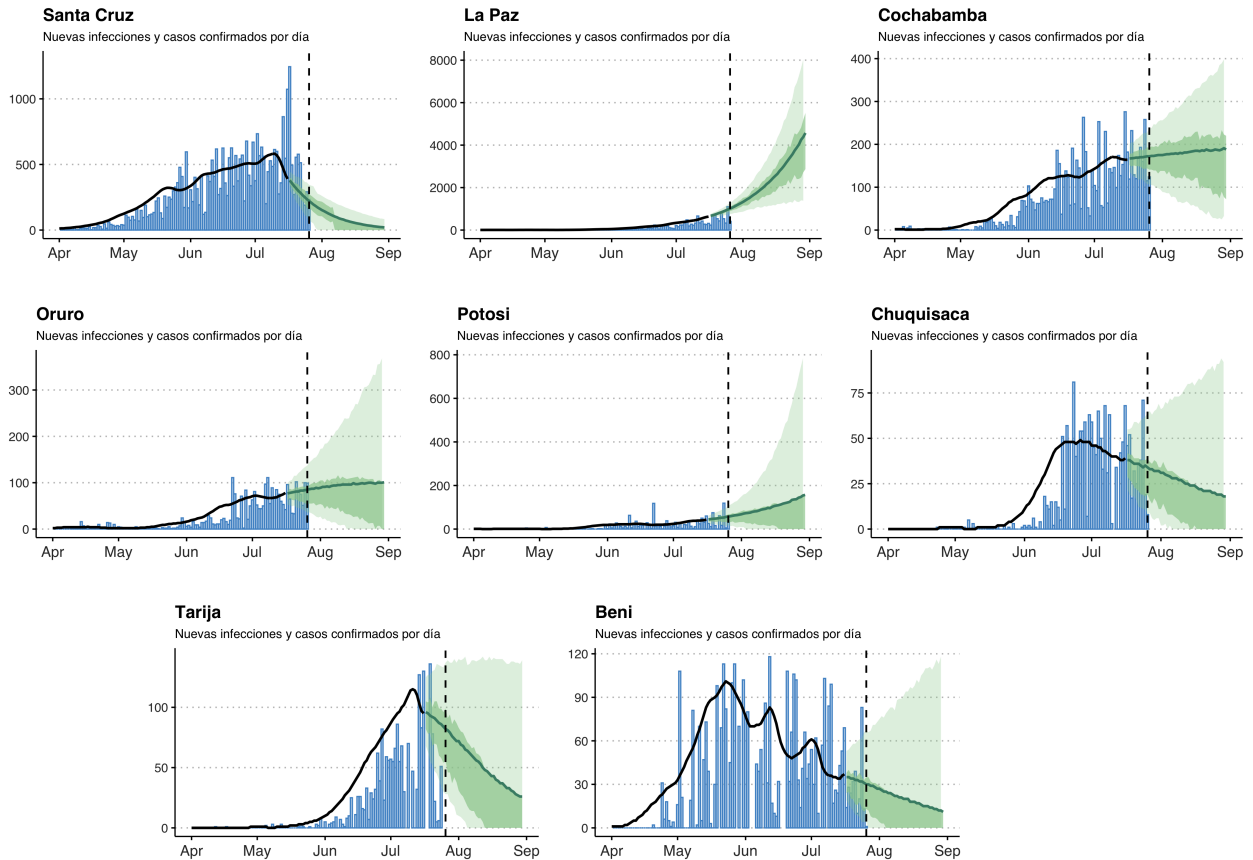 Santa Cruz
Nuevas infecciones y casos confirmados por día
1000
500
0
Apr May Jun Jul Aug Sep
La Paz
Nuevas infecciones y casos confirmados por día
8000
6000
4000
2000
0
Apr May Jun Jul Aug Sep
Cochabamba
Nuevas infecciones y casos confirmados por día
400
300
200
100
0
Apr May Jun Jul Aug Sep
Oruro
Nuevas infecciones y casos confirmados por día
300
200
100
0
Apr May Jun Jul Aug Sep
Potosi
Nuevas infecciones y casos confirmados por día
800
600
400
200
0
Apr May Jun Jul Aug Sep
Chuquisaca
Nuevas infecciones y casos confirmados por día
75
50
25
0
Apr May Jun Jul Aug Sep
Tarija
Nuevas infecciones y casos confirmados por día
100
50
0
Apr May Jun Jul Aug Sep
Beni
Nuevas infecciones y casos confirmados por día
120
90
60
30
0
Apr May Jun Jul Aug Sep